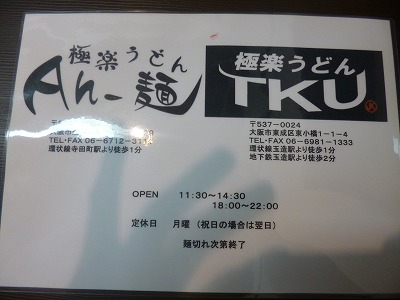 極楽うどん
Ah-麺
極楽うどん
TKU
大阪市
TEL・FAX 06-6712-31
環状線寺田町駅より徒歩1分
〒537-0024
大阪市東成区東小橋1-1-4
TEL・FAX 06-6981-1333
環状線玉造駅より徒歩1分
地下鉄玉造駅より徒歩2分
OPEN 11:30~14:30
18:00~22:00
定休日 月曜 (祝日の場合は翌日)
麺切れ次第終了